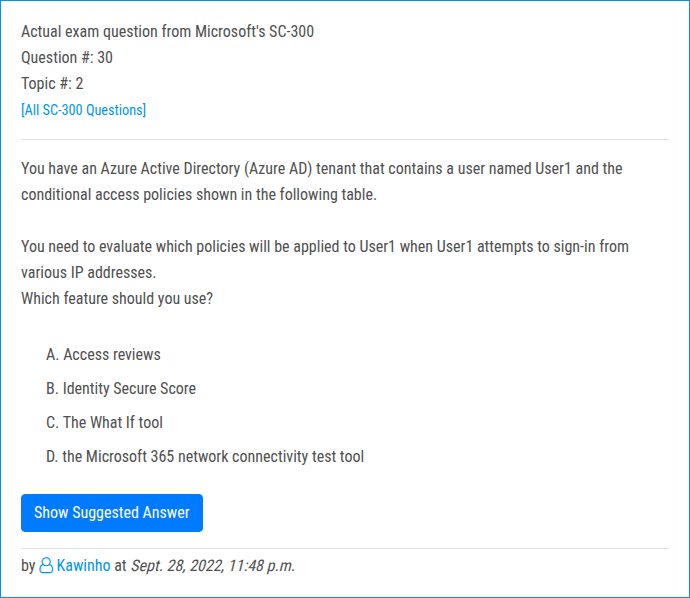 Actual exam question from Microsoft's SC-300
Question #: 30
Topic #: 2
[All SC-300 Questions]
You have an Azure Active Directory (Azure AD) tenant that contains a user named User1 and the
conditional access policies shown in the following table.
You need to evaluate which policies will be applied to User1 when User1 attempts to sign-in from
various IP addresses.
Which feature should you use?
A. Access reviews
B. Identity Secure Score
C. The What If tool
D. the Microsoft 365 network connectivity test tool
Show Suggested Answer
by Kawinho at Sept. 28, 2022, 11:48 p.m.